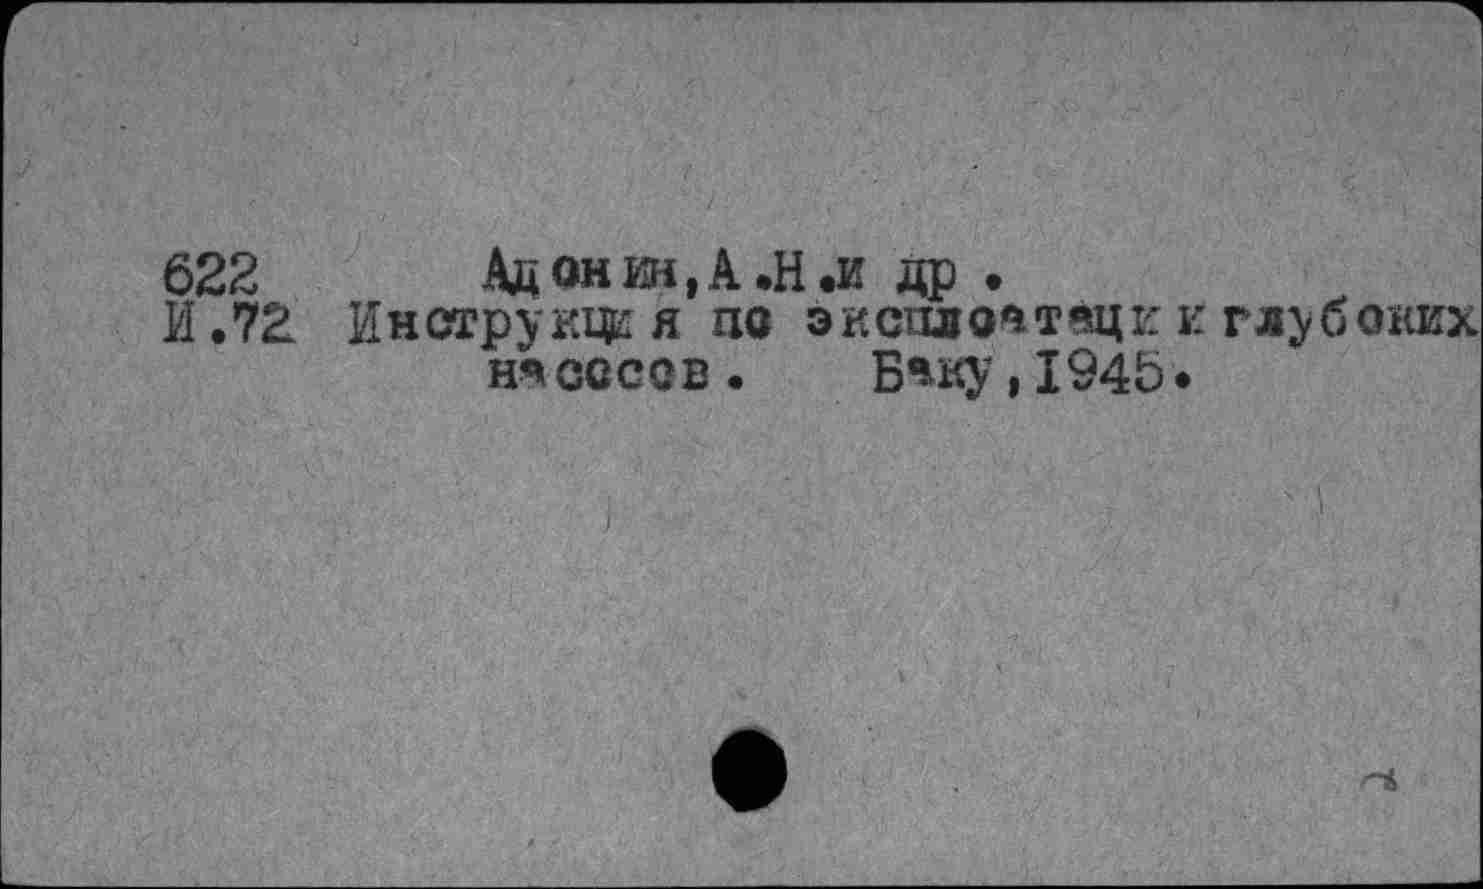 622 Адонин,А.Н.и др.
И.72 Инструкция по эксплоатации глубоких
насосов. Баку,1945.